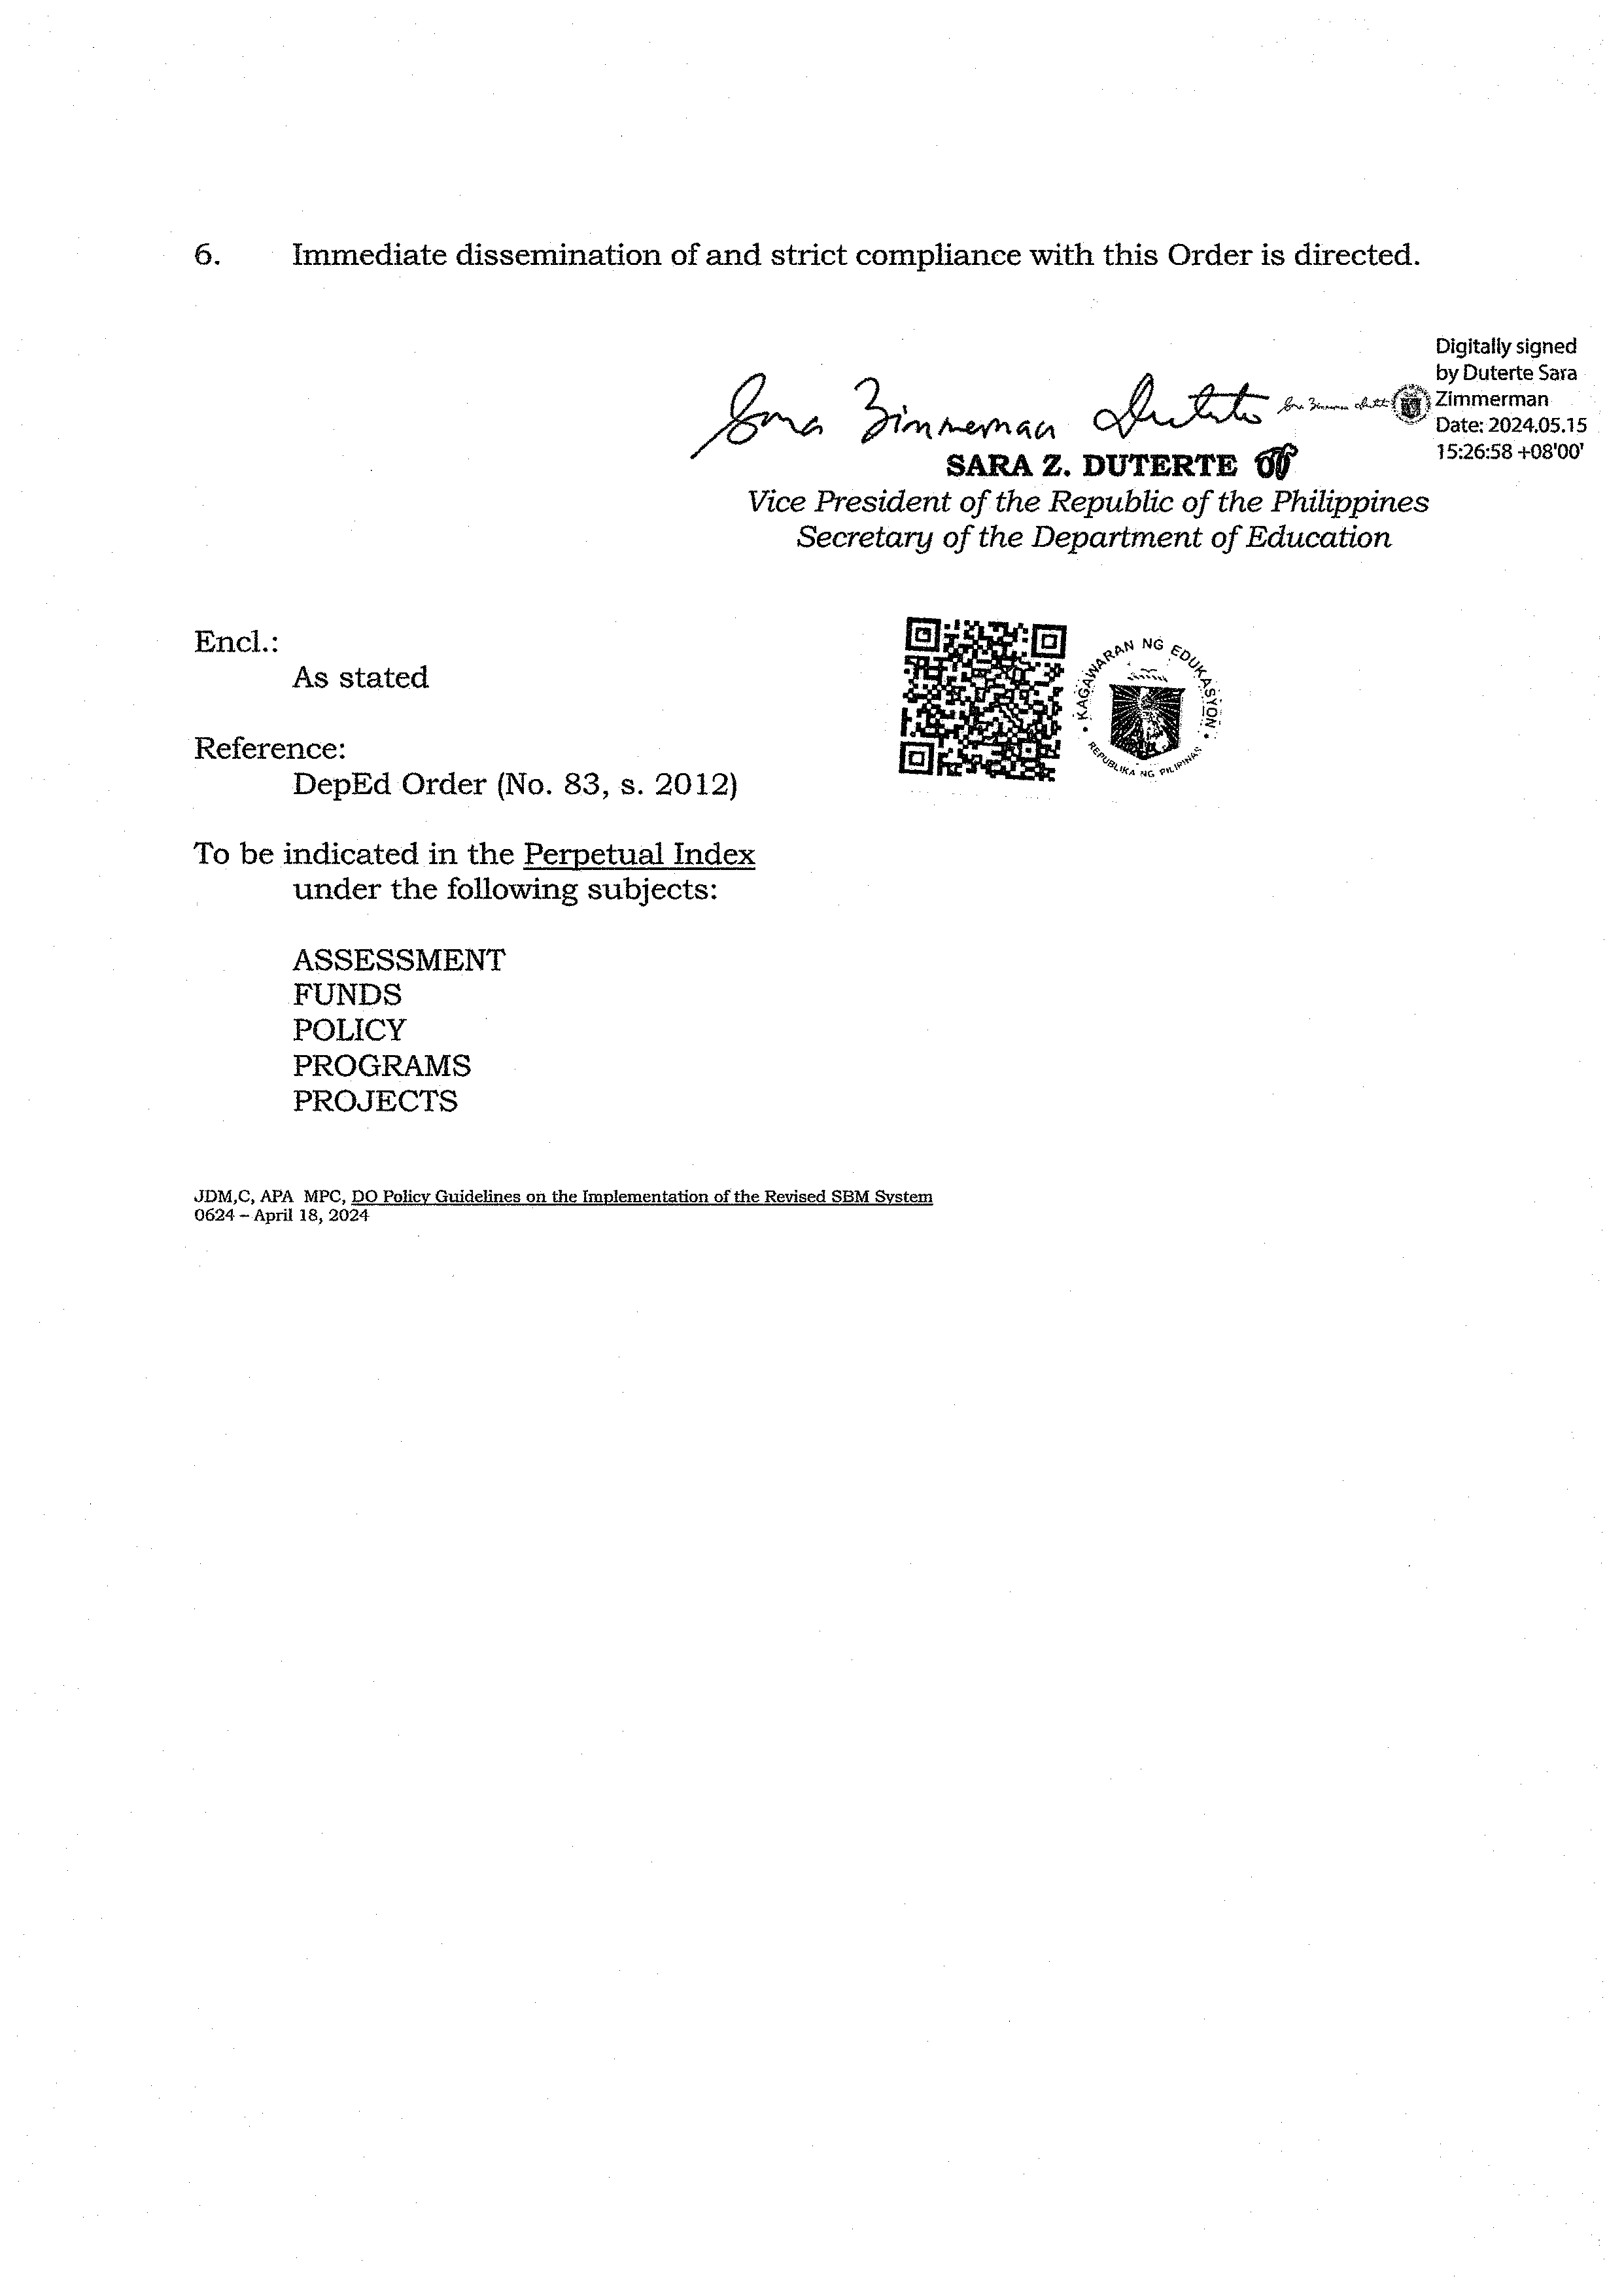 6. Immediate dissemination of and strict compliance with this Order is directed.
Sara Zimmerman Duterte
Digitally signed
by Duterte Sara
Zimmerman
Date: 2024.05.15
15:26:58 +08'00'
SARA Z. DUTERTE
Vice President of the Republic of the Philippines
Secretary of the Department of Education
Encl.:
As stated
KAGAWARAN NG EDUKASYON
REPUBLIKA NG PILIPINAS
Reference:
DepEd Order (No. 83, s. 2012)
To be indicated in the Perpetual Index
under the following subjects:
ASSESSMENT
FUNDS
POLICY
PROGRAMS
PROJECTS
JDM,C, APA MPC, DO Policy Guidelines on the Implementation of the Revised SBM System
0624 – April 18, 2024